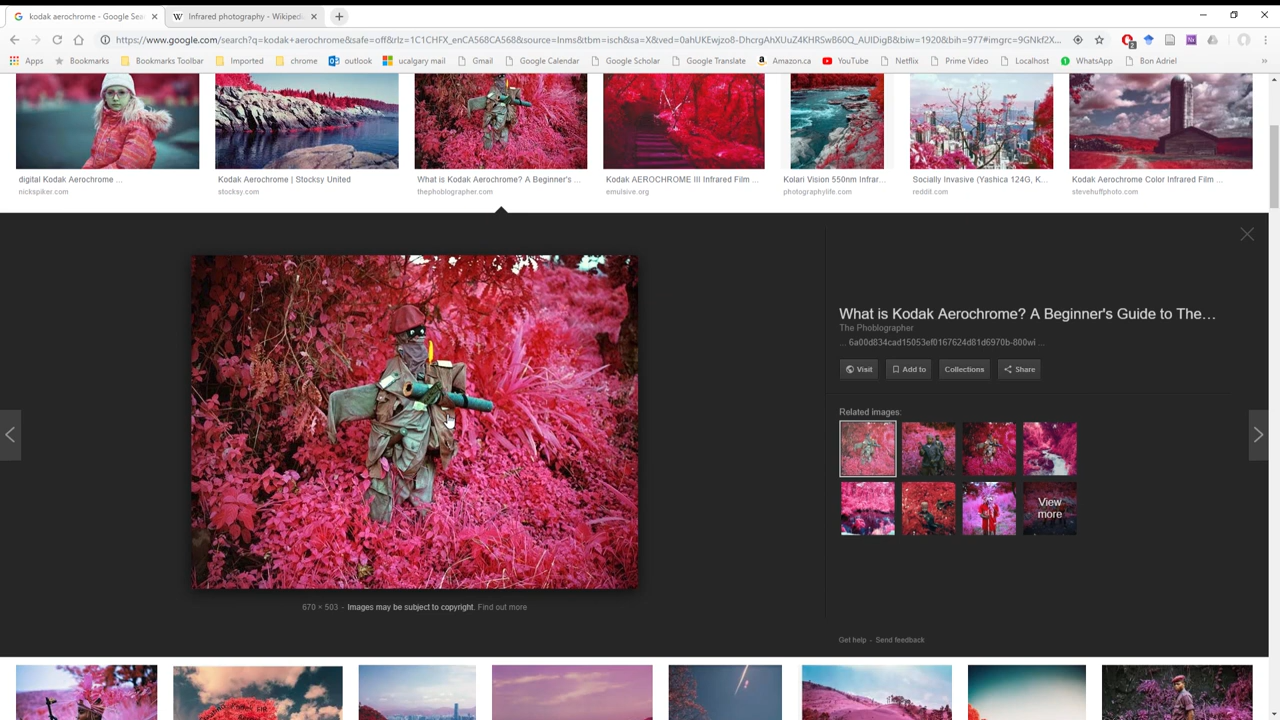 kodak aerochrome - Google Sea
Infrared photography - Wikipedi
https://www.google.com/search?q=kodak+aerochrome&safe=off&rlz=1C1CHFX_enCA568CA568&source=lnms&tbm=isch&sa=X&ved=0ahUKEwjzo8-DhcrgAhXUuZ4KHRSw860Q_AUIDigB&biw=1920&bih=977#imgrc=9GNkf2X...
Apps Bookmarks Bookmarks Toolbar Imported chrome outlook ucalgary mail Gmail Google Calendar Google Scholar Google Translate Amazon.ca YouTube Netflix Prime Video Localhost WhatsApp Bon Adriel
digital Kodak Aerochrome ...
nickspiker.com
Kodak Aerochrome | Stocksy United
stocksy.com
What is Kodak Aerochrome? A Beginner's ...
thephoblographer.com
Kodak AEROCHROME III Infrared Film ...
emulsive.org
Kolari Vision 550nm Infrar...
photographylife.com
Socially Invasive (Yashica 124G, K...
reddit.com
Kodak Aerochrome Color Infrared Film ...
stevehuffphoto.com
What is Kodak Aerochrome? A Beginner's Guide to The...
The Phoblographer
... 6a00d834cad15053ef0167624d81d6970b-800wi ...
Visit Add to Collections Share
Related images:
View
more
670 × 503 - Images may be subject to copyright. Find out more
Get help - Send feedback